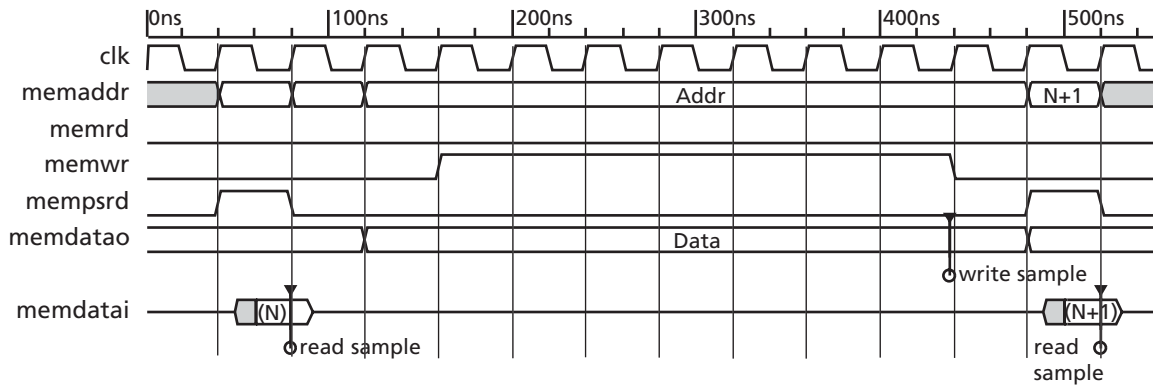 0ns 100ns 200ns 300ns 400ns 500ns
clk
memaddr Addr N+1
memrd
memwr
mempsrd
memdatao Data
write sample
memdatai (N) (N+1)
read sample read
sample